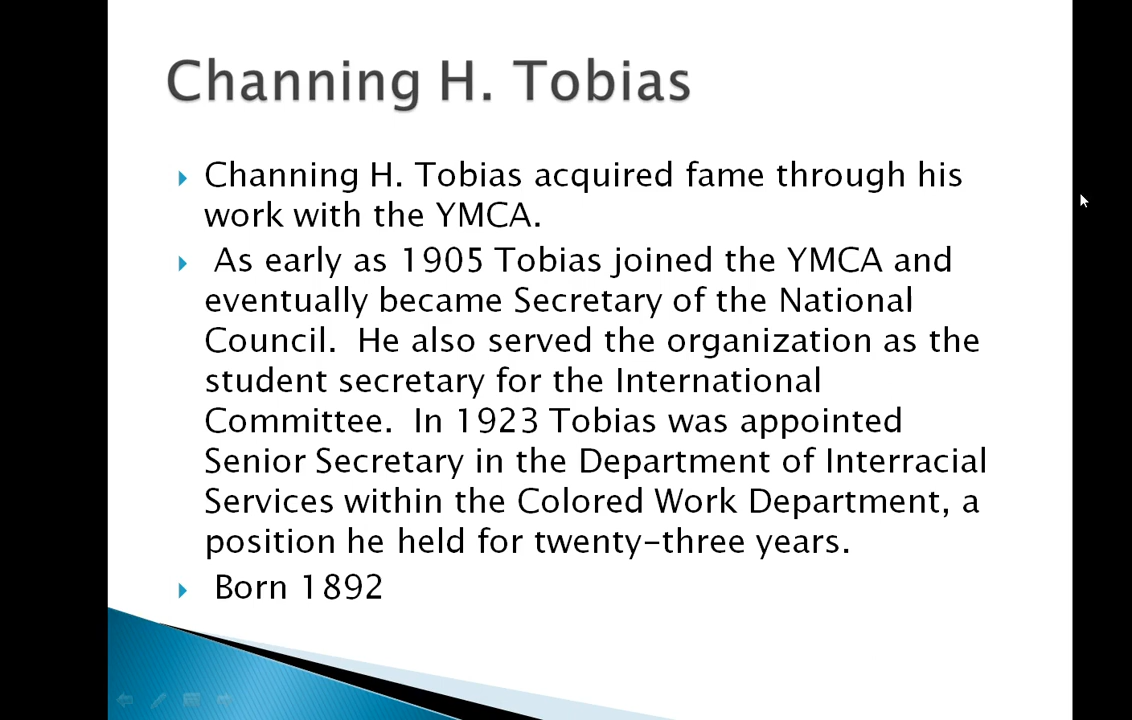 Channing H. Tobias
Channing H. Tobias acquired fame through his
work with the YMCA.
As early as 1905 Tobias joined the YMCA and
eventually became Secretary of the National
Council.  He also served the organization as the
student secretary for the International
Committee.  In 1923 Tobias was appointed
Senior Secretary in the Department of Interracial
Services within the Colored Work Department, a
position he held for twenty-three years.
Born 1892